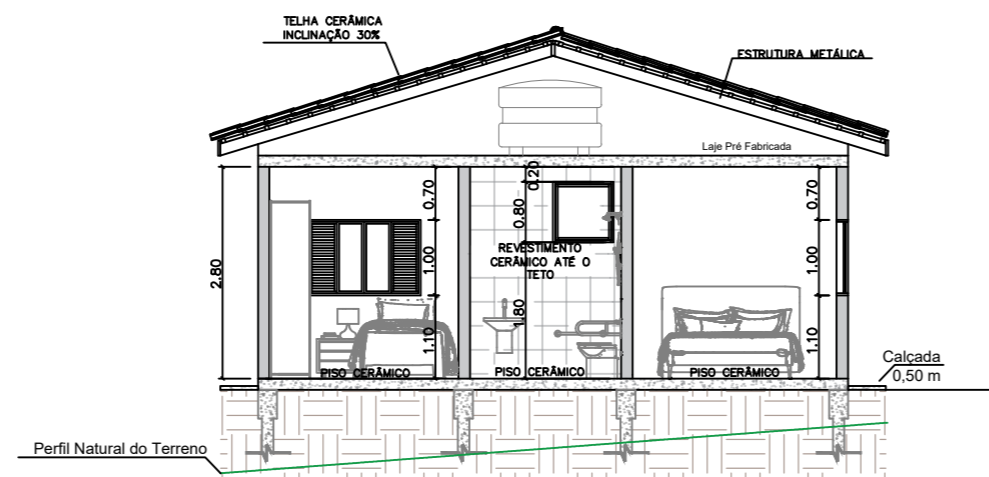 TELHA CERÂMICA
INCLINAÇÃO 30%
ESTRUTURA METÁLICA
Laje Pré Fabricada
0.20
0.70
0.70
0.80
REVESTIMENTO
CERÂMICO ATÉ O
TETO
2.80
1.00
1.00
1.80
1.10
1.10
PISO CERÂMICO
PISO CERÂMICO
PISO CERÂMICO
Calçada
0,50 m
Perfil Natural do Terreno